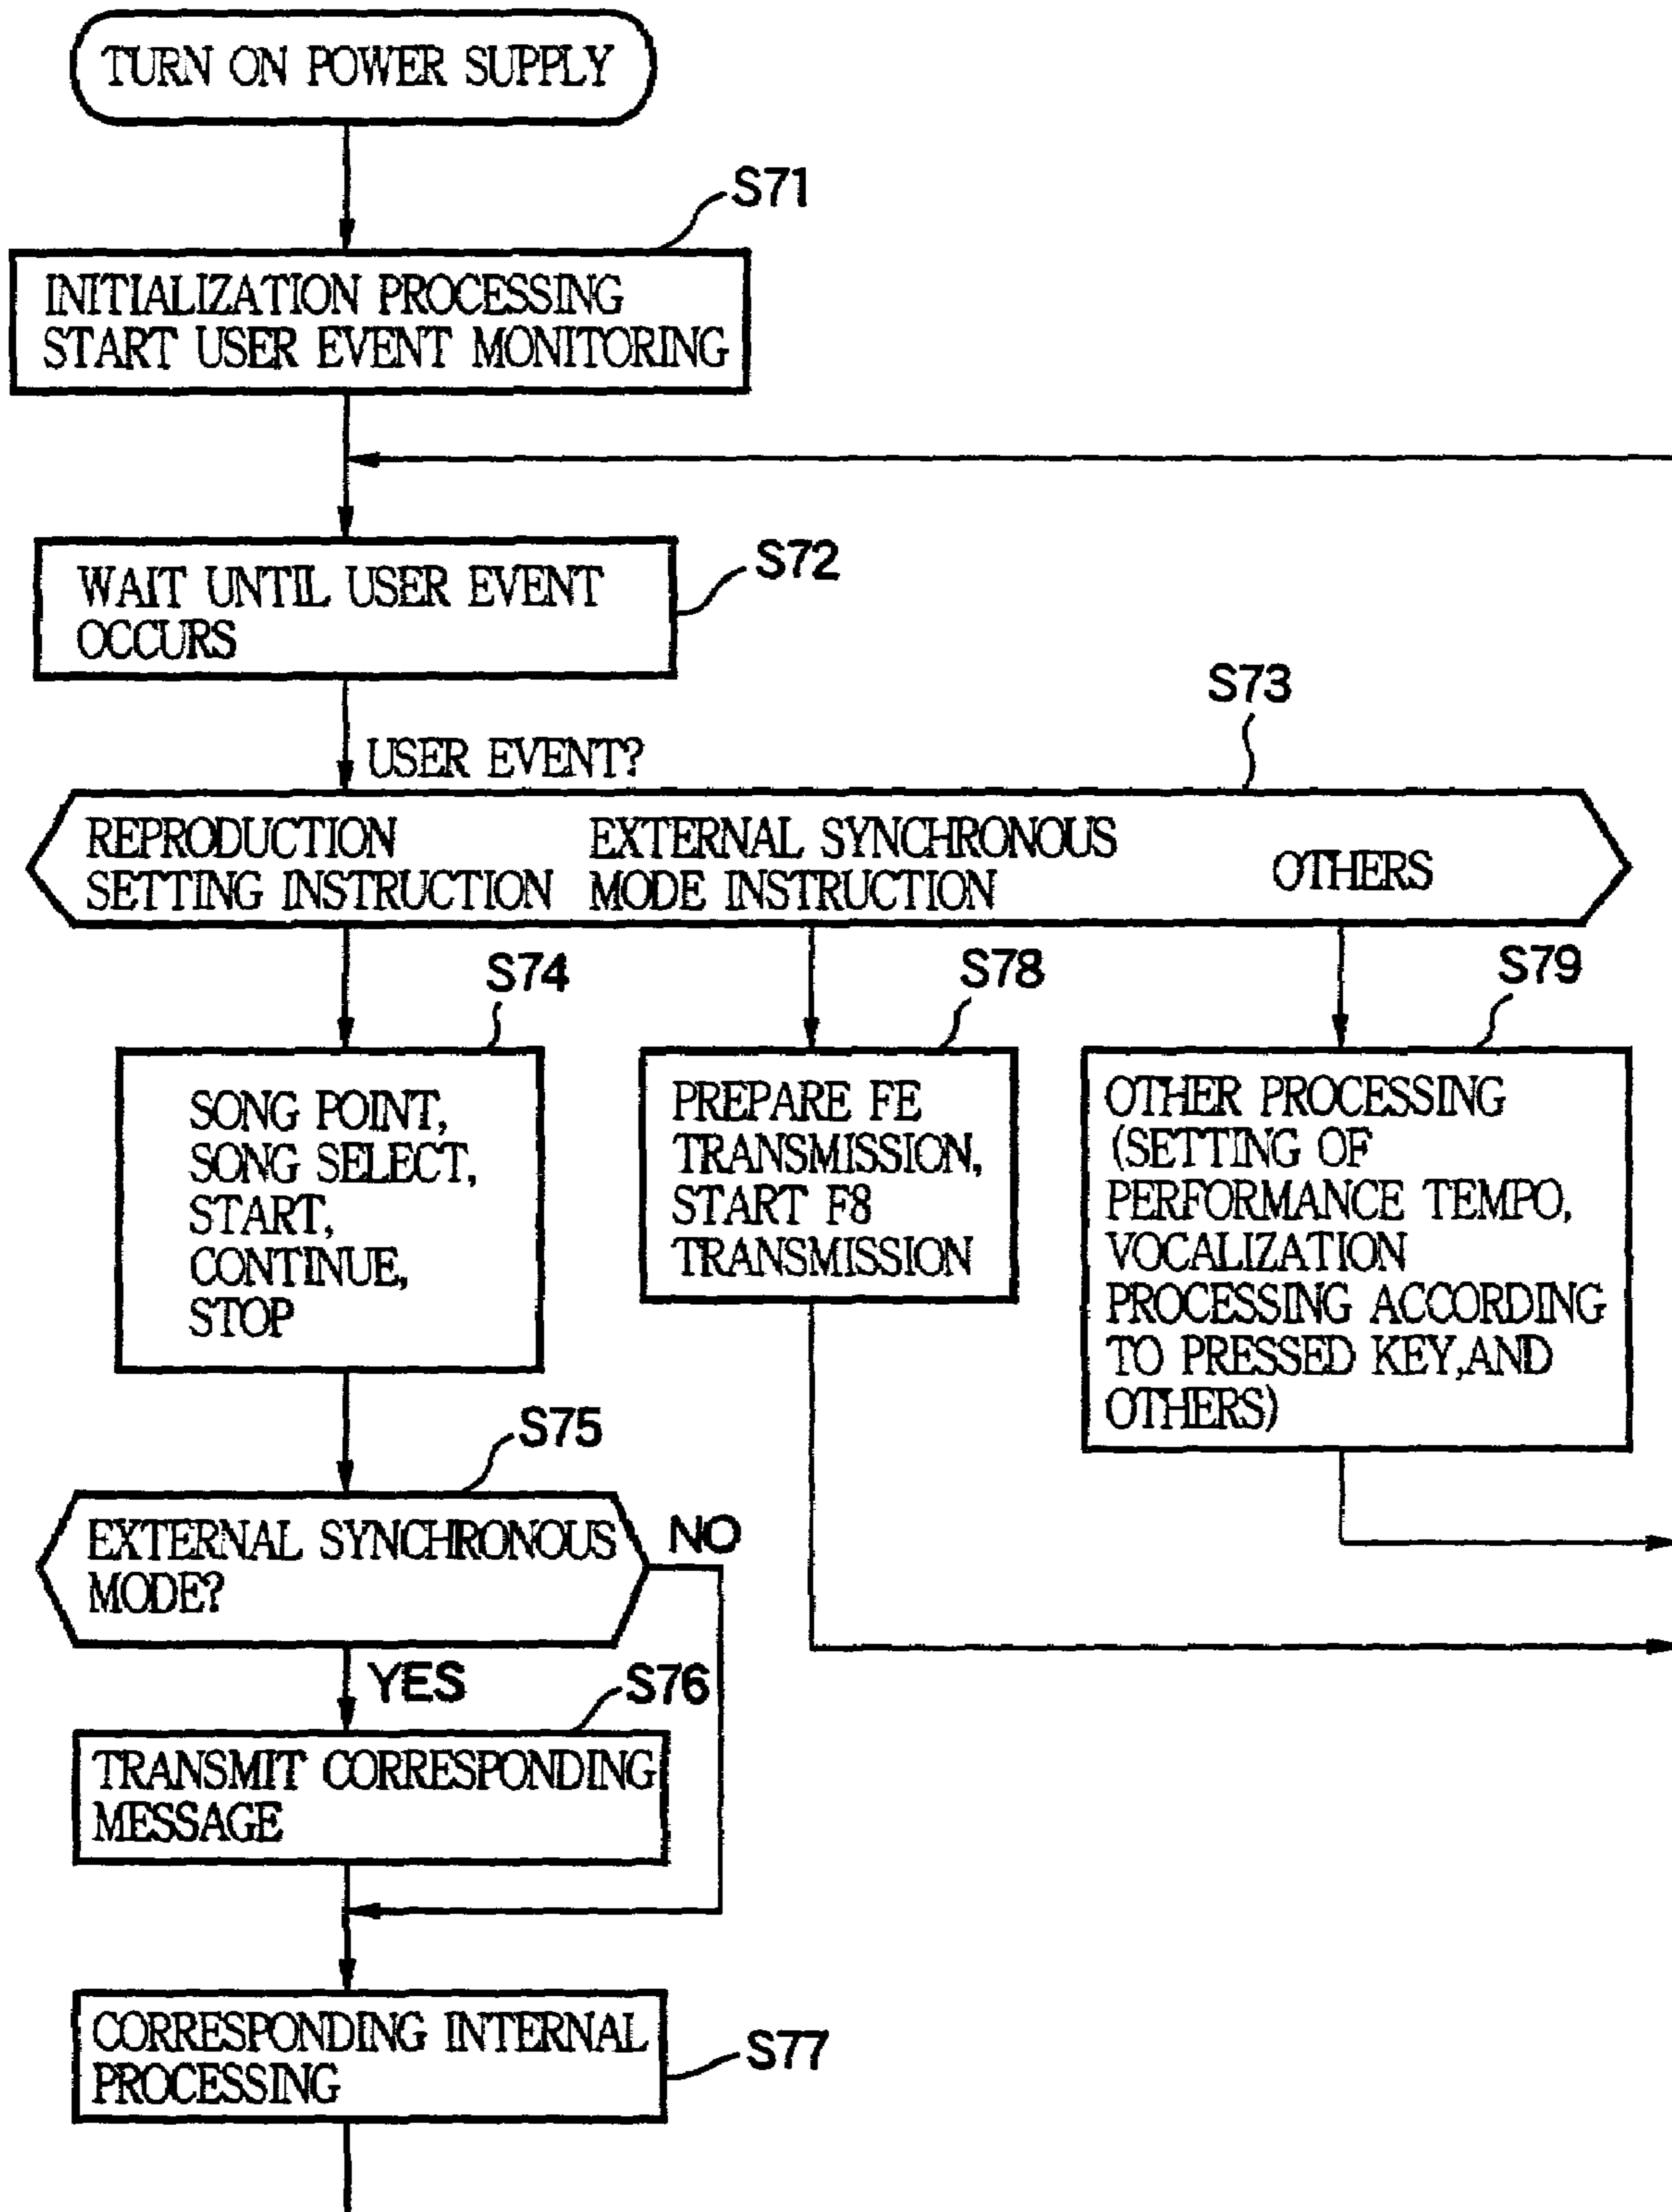 TURN ON POWER SUPPLY
S71
INITIALIZATION PROCESSING
START USER EVENT MONITORING
S72
WAIT UNTIL USER EVENT
OCCURS
S73
USER EVENT?
REPRODUCTION
SETTING INSTRUCTION
EXTERNAL SYNCHRONOUS
MODE INSTRUCTION
OTHERS
S74
SONG POINT,
SONG SELECT,
START,
CONTINUE,
STOP
S78
PREPARE FE
TRANSMISSION,
START F8
TRANSMISSION
S79
OTHER PROCESSING
(SETTING OF
PERFORMANCE TEMPO,
VOCALIZATION
PROCESSING ACCORDING
TO PRESSED KEY,AND
OTHERS)
S75
EXTERNAL SYNCHRONOUS
MODE?
NO
YES
S76
TRANSMIT CORRESPONDING
MESSAGE
CORRESPONDING INTERNAL
PROCESSING
S77